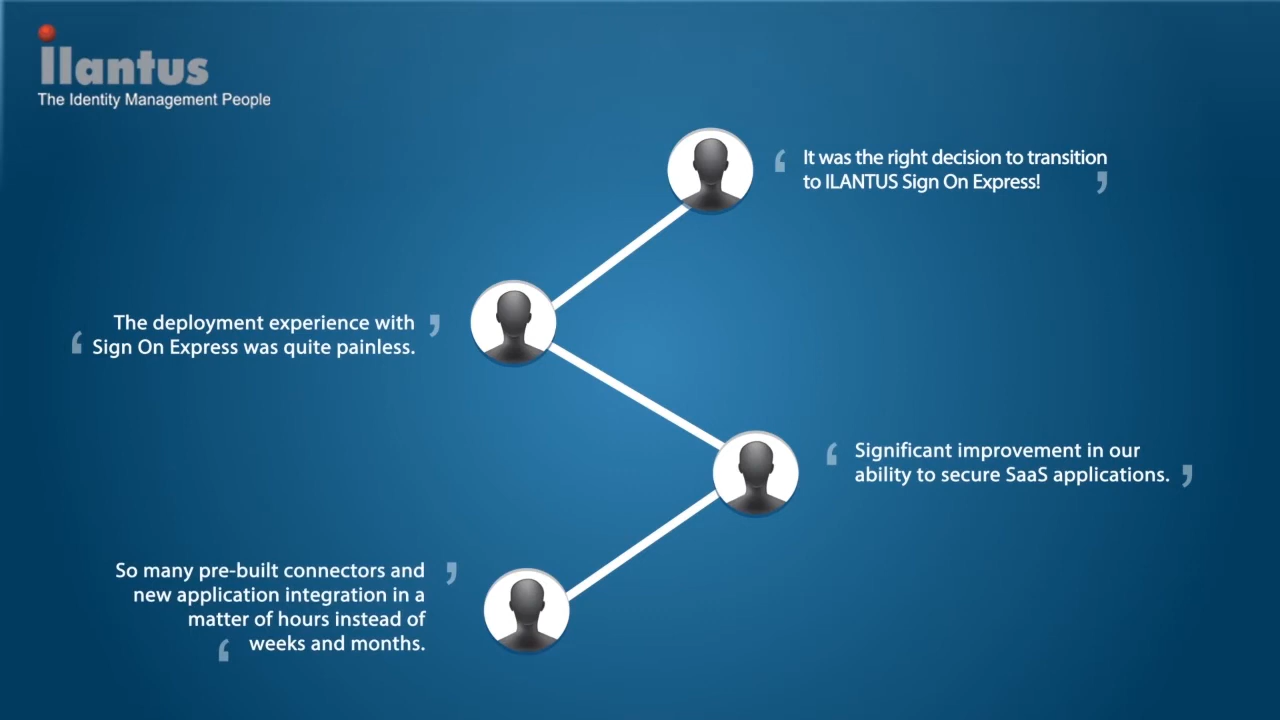 ilantus
The Identity Management People
‘ It was the right decision to transition
to ILANTUS Sign On Express! ’
The deployment experience with ’
‘ Sign On Express was quite painless.
‘ Significant improvement in our
ability to secure SaaS applications. ’
So many pre-built connectors and ’
new application integration in a
matter of hours instead of
‘ weeks and months.